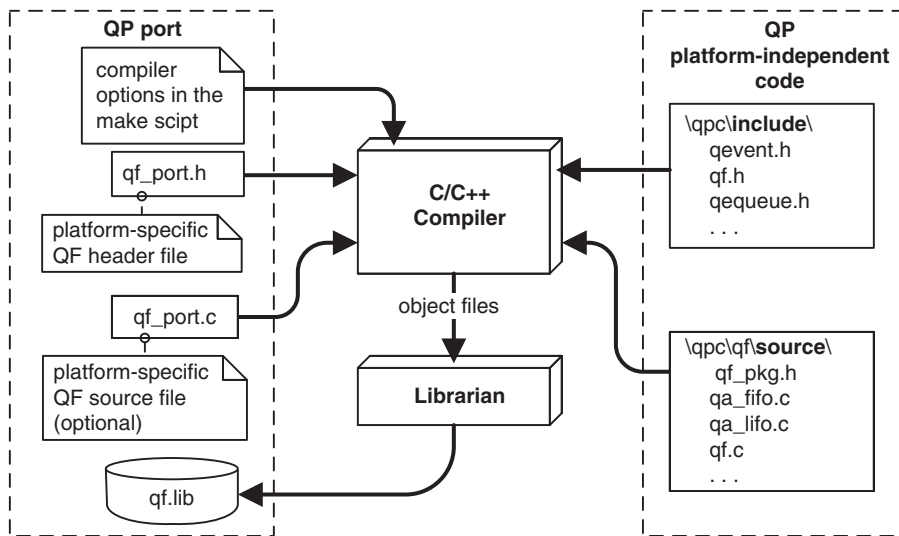 QP port
compiler
options in the
make scipt
qf_port.h
platform-specific
QF header file
qf_port.c
platform-specific
QF source file
(optional)
qf.lib
C/C++
Compiler
object files
Librarian
QP
platform-independent
code
\qpc\include\
qevent.h
qf.h
qequeue.h
. . .
\qpc\qf\source\
qf_pkg.h
qa_fifo.c
qa_lifo.c
qf.c
. . .